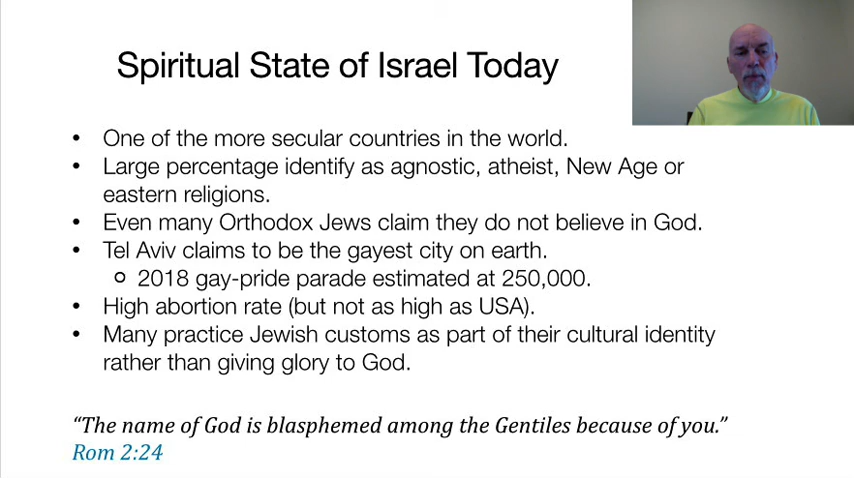 Spiritual State of Israel Today
• One of the more secular countries in the world.
• Large percentage identify as agnostic, atheist, New Age or
eastern religions.
• Even many Orthodox Jews claim they do not believe in God.
• Tel Aviv claims to be the gayest city on earth.
o 2018 gay-pride parade estimated at 250,000.
• High abortion rate (but not as high as USA).
• Many practice Jewish customs as part of their cultural identity
rather than giving glory to God.
“The name of God is blasphemed among the Gentiles because of you.”
Rom 2:24